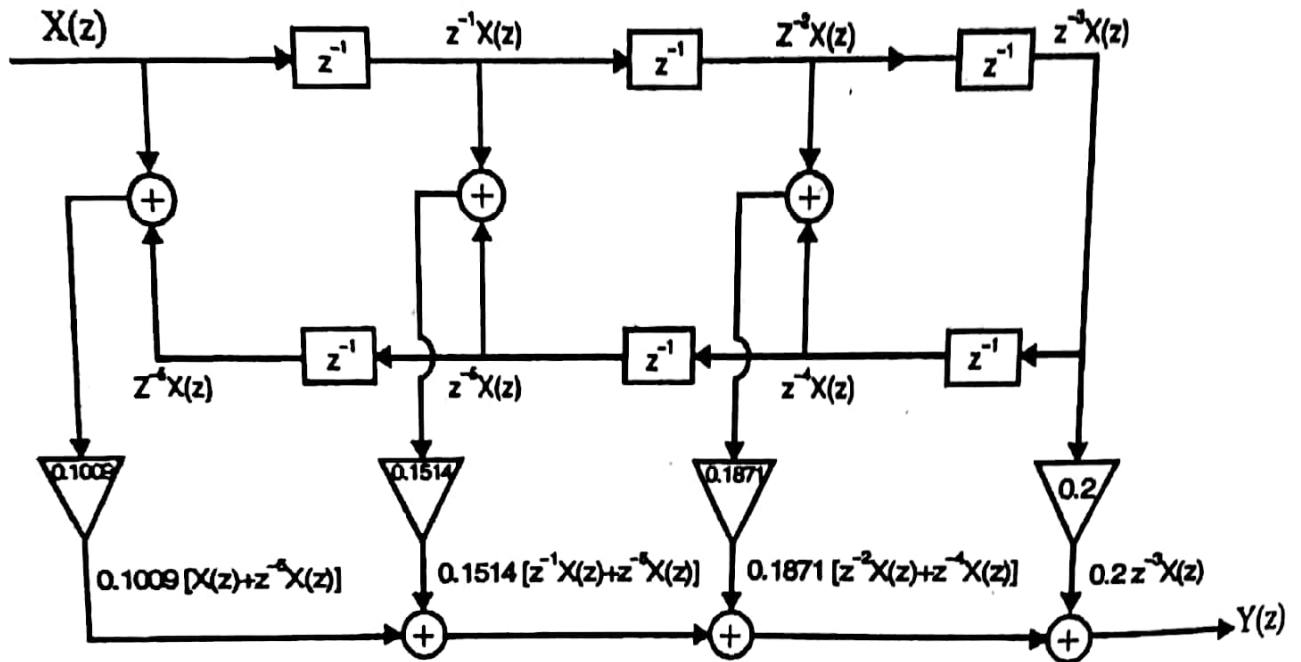 X(z) z⁻¹X(z) Z⁻²X(z) z⁻³X(z)
z⁻¹ z⁻¹ z⁻¹
+ + +
z⁻¹ z⁻¹ z⁻¹
Z⁻⁶X(z) z⁻⁵X(z) z⁻⁴X(z)
0.1009 0.1514 0.1871 0.2
0.1009 [X(z)+z⁻⁶X(z)] 0.1514 [z⁻¹X(z)+z⁻⁵X(z)] 0.1871 [z⁻²X(z)+z⁻⁴X(z)] 0.2 z⁻³X(z)
+ + + Y(z)